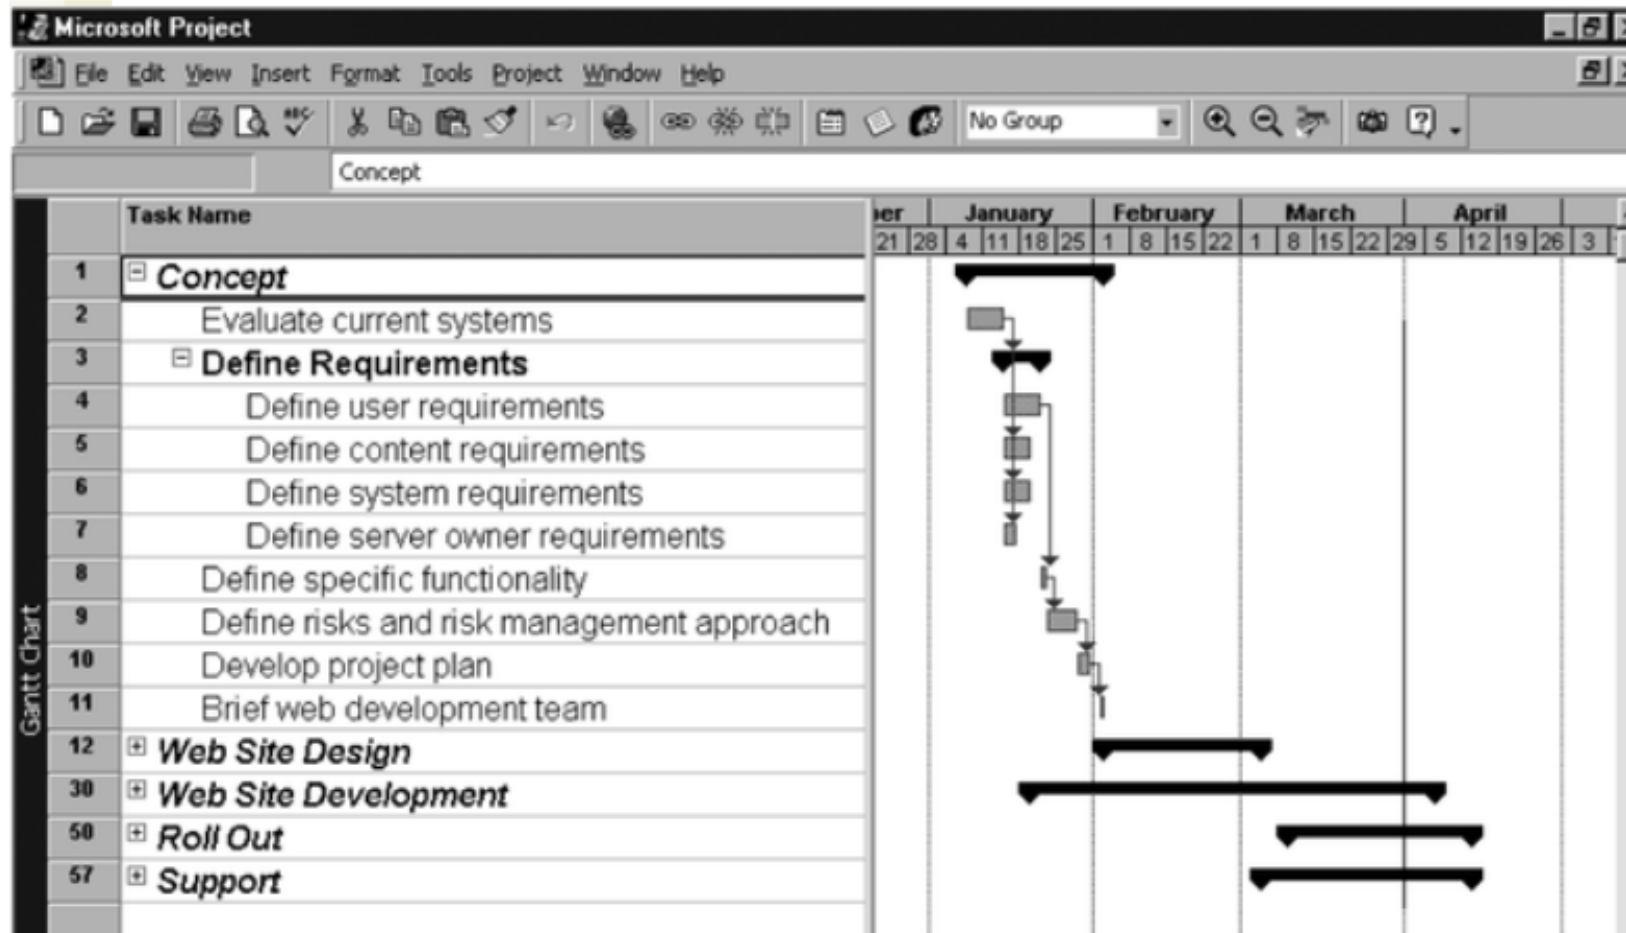 Microsoft Project
File Edit View Insert Format Tools Project Window Help
ABC No Group ?
Concept
Task Name
er January February March April
21 28 4 11 18 25 1 8 15 22 1 8 15 22 29 5 12 19 26 3
1 Concept
2 Evaluate current systems
3 Define Requirements
4 Define user requirements
5 Define content requirements
6 Define system requirements
7 Define server owner requirements
8 Define specific functionality
9 Define risks and risk management approach
10 Develop project plan
11 Brief web development team
12 Web Site Design
30 Web Site Development
50 Roll Out
57 Support
Gantt Chart